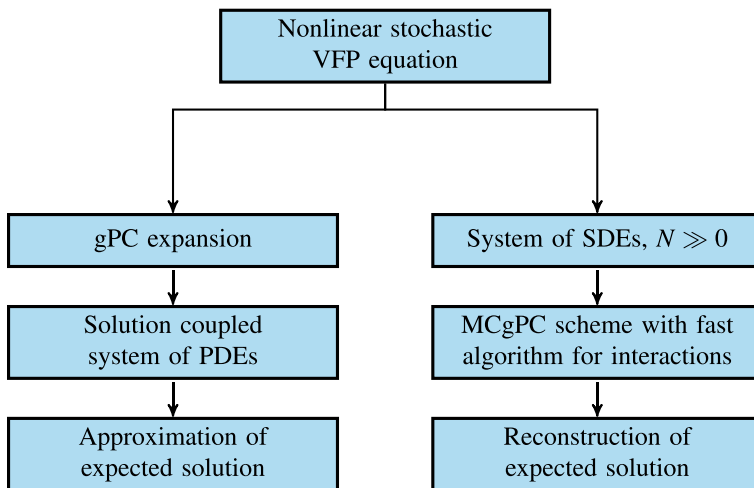 Nonlinear stochastic
VFP equation
gPC expansion
System of SDEs, N ≫ 0
Solution coupled
system of PDEs
MCgPC scheme with fast
algorithm for interactions
Approximation of
expected solution
Reconstruction of
expected solution